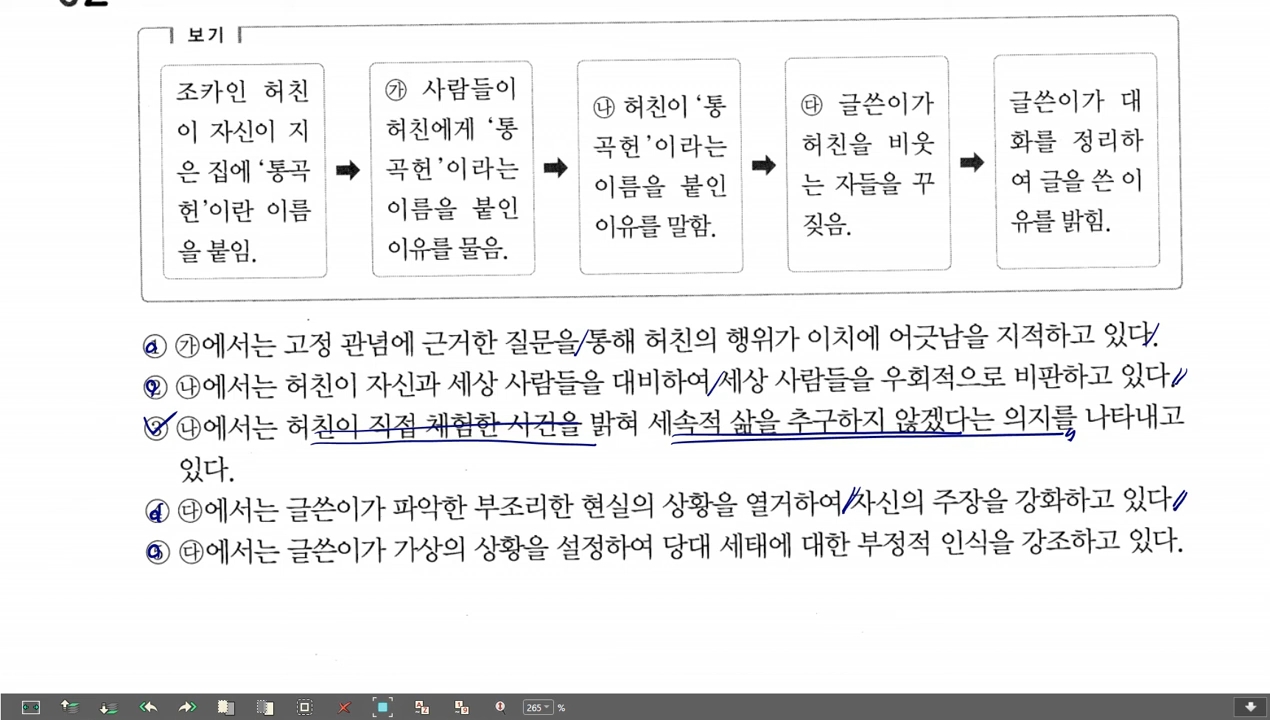 보기
조카인 허친
이 자신이 지
은 집에 '통곡
헌'이란 이름
을 붙임.
㉮ 사람들이
허친에게 '통
곡헌'이라는
이름을 붙인
이유를 물음.
㉯ 허친이 '통
곡헌'이라는
이름을 붙인
이유를 말함.
㉰ 글쓴이가
허친을 비웃
는 자들을 꾸
짖음.
글쓴이가 대
화를 정리하
여 글을 쓴 이
유를 밝힘.
① ㉮에서는 고정 관념에 근거한 질문을 통해 허친의 행위가 이치에 어긋남을 지적하고 있다.
② ㉯에서는 허친이 자신과 세상 사람들을 대비하여 세상 사람들을 우회적으로 비판하고 있다.
③ ㉯에서는 허친이 직접 체험한 사건을 밝혀 세속적 삶을 추구하지 않겠다는 의지를 나타내고
있다.
④ ㉰에서는 글쓴이가 파악한 부조리한 현실의 상황을 열거하여 자신의 주장을 강화하고 있다.
⑤ ㉰에서는 글쓴이가 가상의 상황을 설정하여 당대 세태에 대한 부정적 인식을 강조하고 있다.
265 %